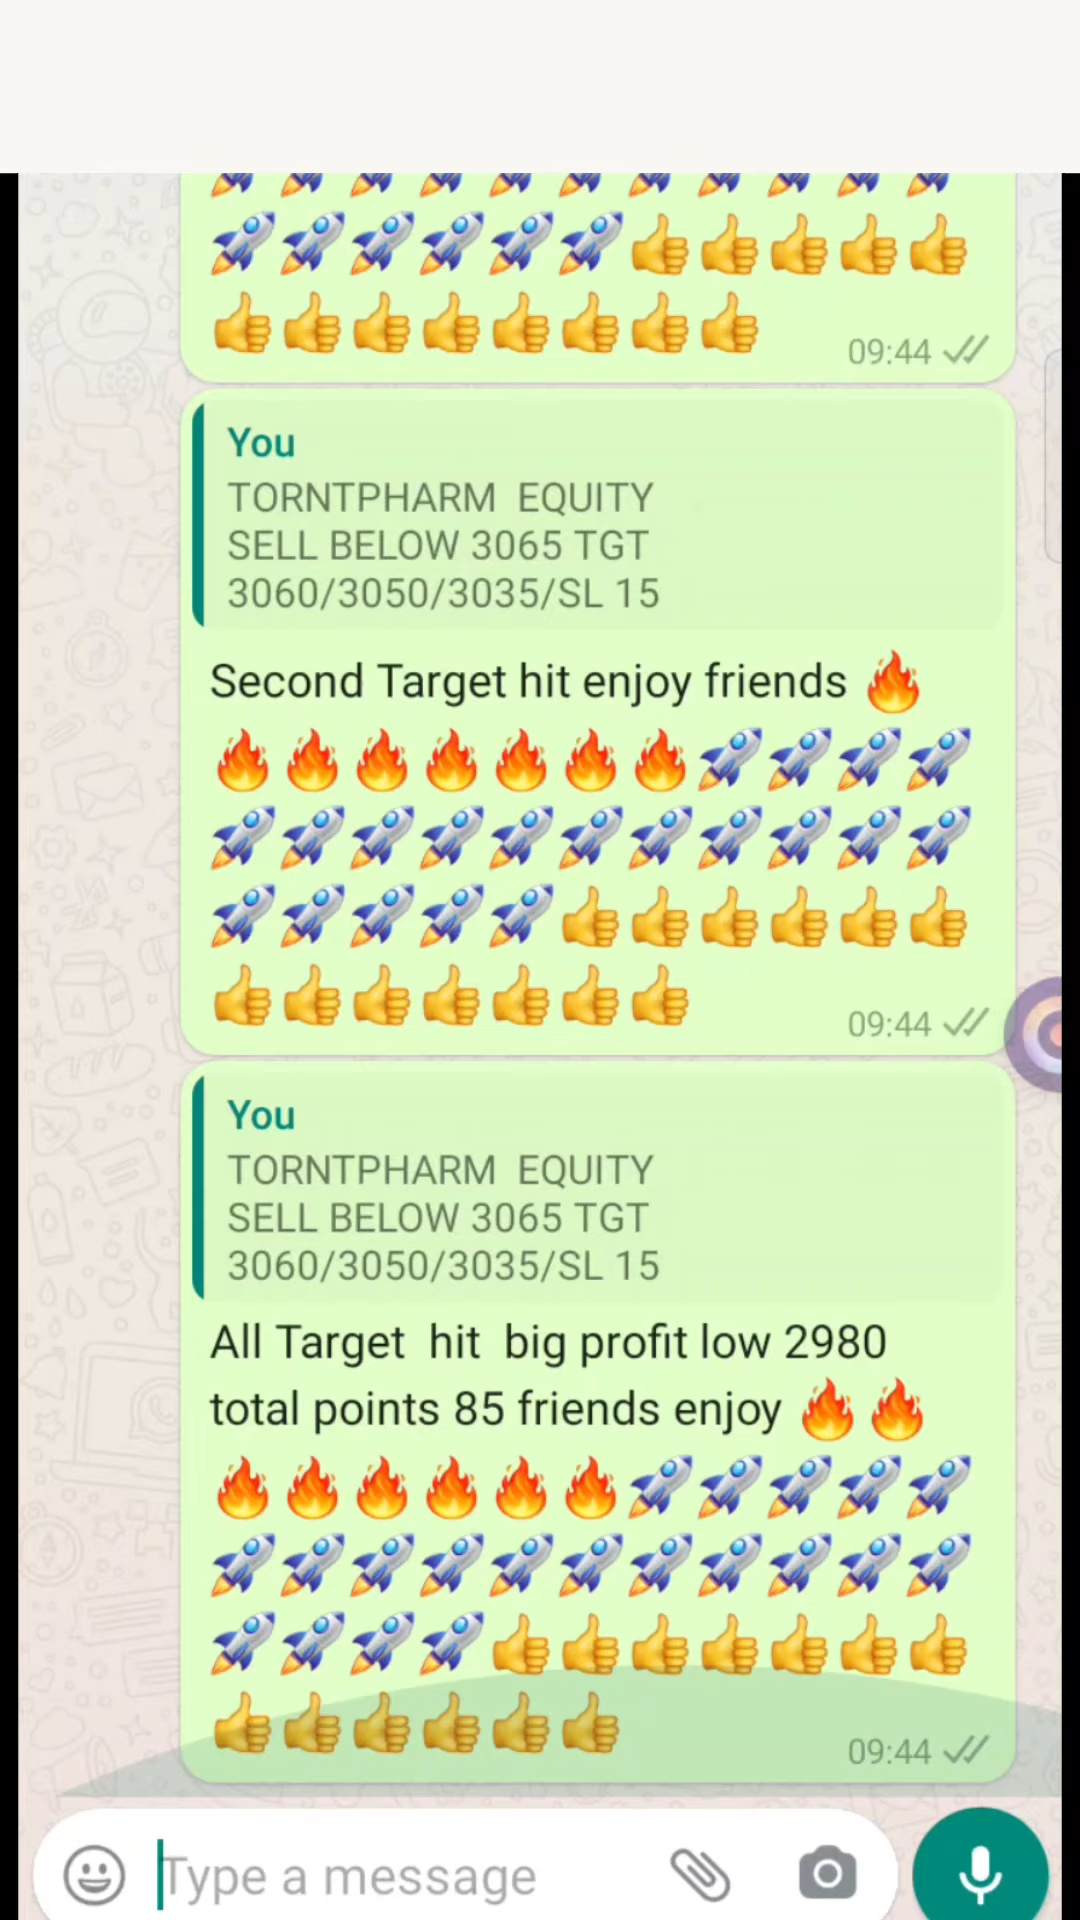 🚀🚀🚀🚀🚀🚀🚀🚀🚀🚀🚀
🚀🚀🚀🚀🚀🚀👍👍👍👍👍
👍👍👍👍👍👍👍👍
09:44
You
TORNTPHARM  EQUITY
SELL BELOW 3065 TGT
3060/3050/3035/SL 15
Second Target hit enjoy friends 🔥
🔥🔥🔥🔥🔥🔥🔥🚀🚀🚀🚀
🚀🚀🚀🚀🚀🚀🚀🚀🚀🚀🚀
🚀🚀🚀🚀🚀👍👍👍👍👍👍
👍👍👍👍👍👍👍
09:44
You
TORNTPHARM  EQUITY
SELL BELOW 3065 TGT
3060/3050/3035/SL 15
All Target  hit  big profit low 2980
total points 85 friends enjoy 🔥🔥
🔥🔥🔥🔥🔥🔥🚀🚀🚀🚀🚀
🚀🚀🚀🚀🚀🚀🚀🚀🚀🚀🚀
🚀🚀🚀🚀👍👍👍👍👍👍👍
👍👍👍👍👍👍
09:44
Type a message